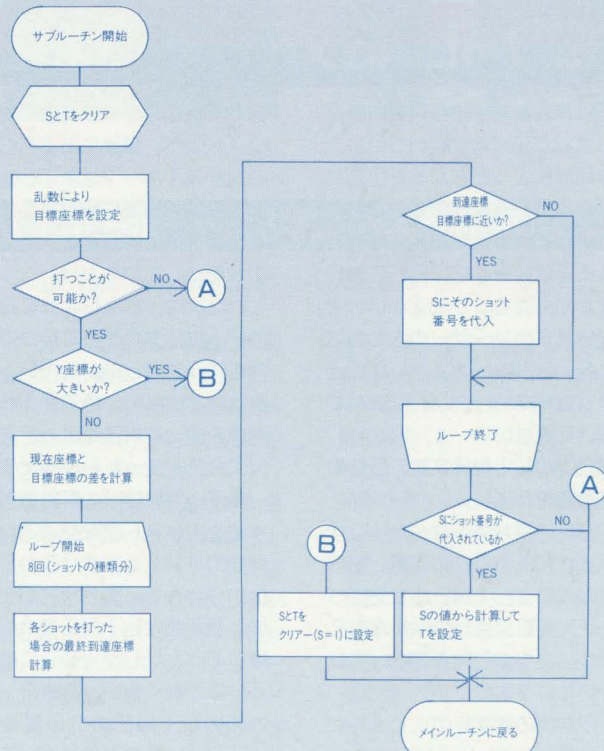 サブルーチン開始
SとTをクリア
乱数により
目標座標を設定
打つことが
可能か?
NO
A
YES
Y座標が
大きいか?
YES
B
NO
現在座標と
目標座標の差を計算
ループ開始
8回(ショットの種類分)
各ショットを打った
場合の最終到達座標
計算
到達座標
目標座標に近いか?
NO
YES
Sにそのショット
番号を代入
ループ終了
Sにショット番号が
代入されているか
NO
A
YES
B
SとTを
クリアー(S=1)に設定
Sの値から計算して
Tを設定
メインルーチンに戻る